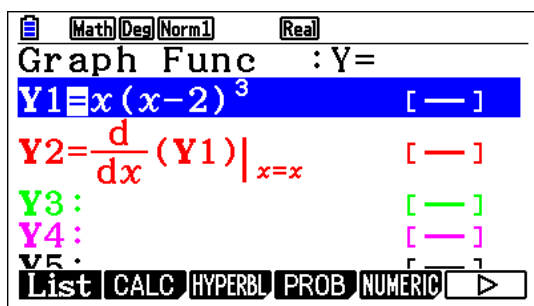 Math Deg Norm1 Real
Graph Func :Y=
Y1=x(x-2)³ [—]
Y2=d/dx(Y1)|x=x [—]
Y3: [—]
Y4: [—]
Y5: [—]
List CALC HYPERBL PROB NUMERIC ▷